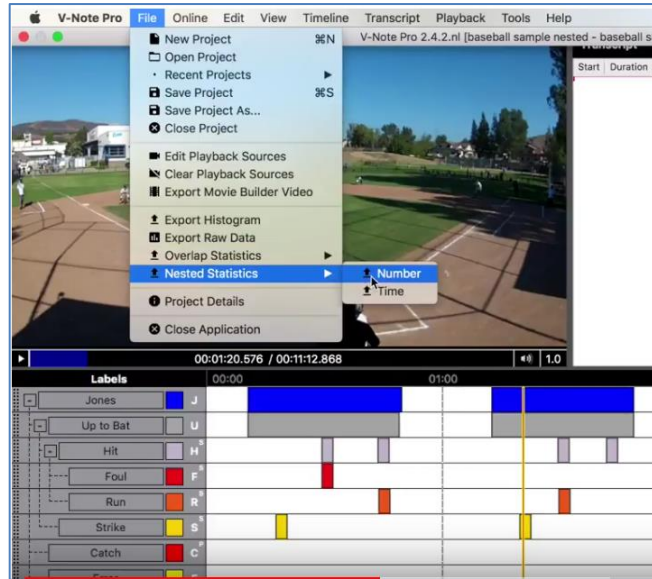 V-Note Pro File Online Edit View Timeline Transcript Playback Tools Help
V-Note Pro 2.4.2.nl [baseball sample nested - baseball s
Transcript
Start Duration
New Project ⌘N
Open Project
Recent Projects
Save Project ⌘S
Save Project As...
Close Project
Edit Playback Sources
Clear Playback Sources
Export Movie Builder Video
Export Histogram
Export Raw Data
Overlap Statistics
Nested Statistics
Number
Time
Project Details
Close Application
00:01:20.576 / 00:11:12.868 1.0
Labels 00:00 01:00
Jones J
Up to Bat U
Hit H S
Foul F S
Run R S
Strike S S
Catch C P